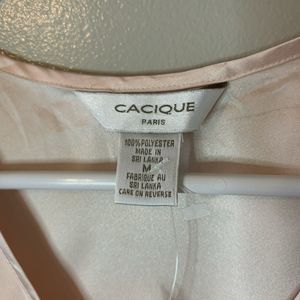 CACIQUE
PARIS
100% POLYESTER
MADE IN
SRI LANKA
M
FABRIQUE AU
SRI LANKA
CARE ON REVERSE